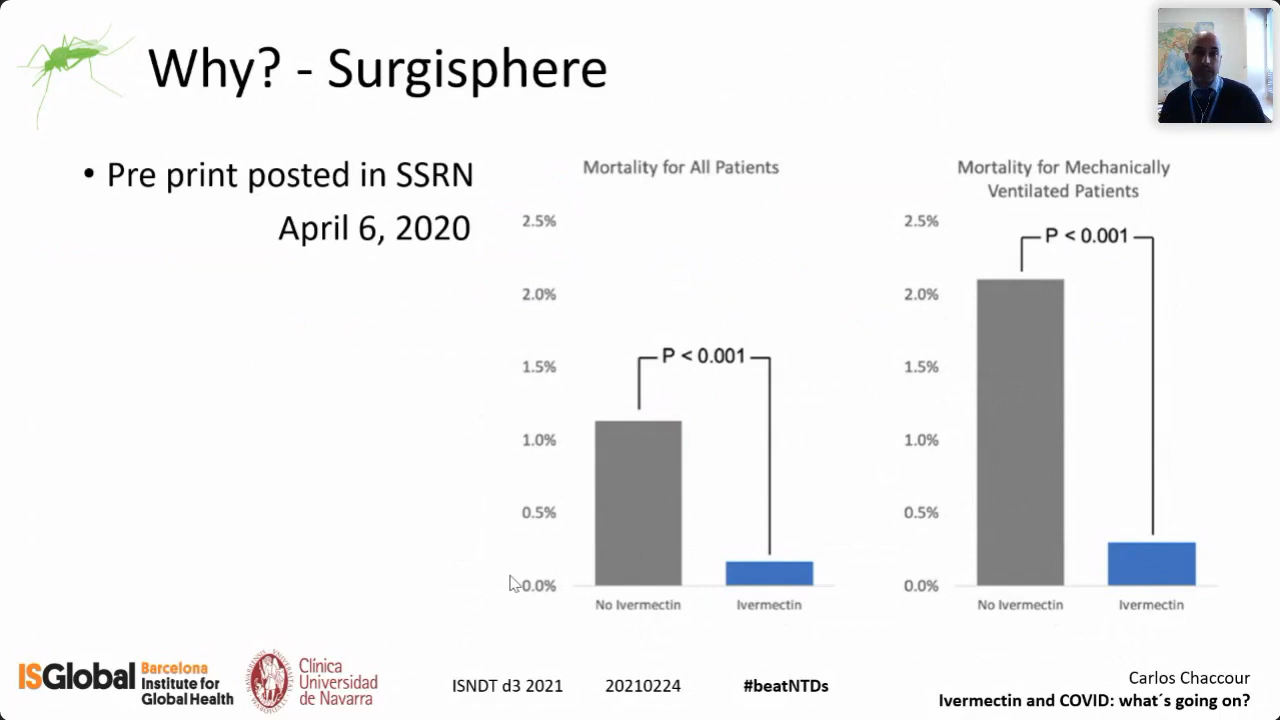 Why? - Surgisphere
• Pre print posted in SSRN
April 6, 2020
Mortality for All Patients
2.5%
2.0%
1.5%
1.0%
0.5%
0.0%
P < 0.001
No Ivermectin
Ivermectin
Mortality for Mechanically
Ventilated Patients
2.5%
2.0%
1.5%
1.0%
0.5%
0.0%
P < 0.001
No Ivermectin
Ivermectin
ISGlobal
Barcelona
Institute for
Global Health
Clínica
Universidad
de Navarra
ISNDT d3 2021
20210224
#beatNTDs
Carlos Chaccour
Ivermectin and COVID: what´s going on?